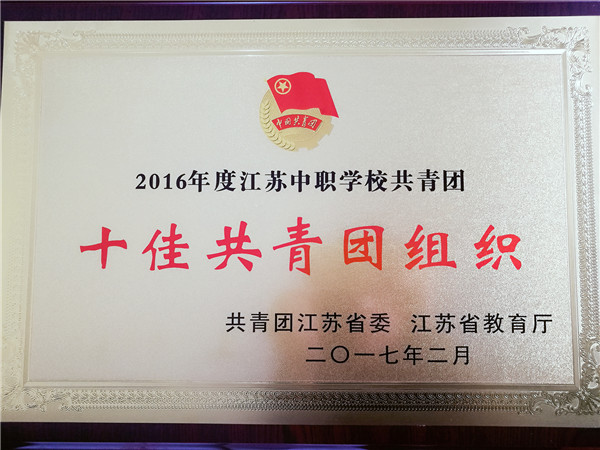 中国共青团
2016年度江苏中职学校共青团
十佳共青团组织
共青团江苏省委 江苏省教育厅
二〇一七年二月